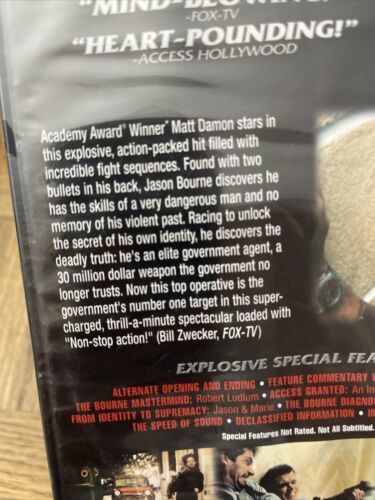 "MIND-BLOWING!"
-FOX-TV
"HEART-POUNDING!"
-ACCESS HOLLYWOOD
Academy Award® Winner* Matt Damon stars in
this explosive, action-packed hit filled with
incredible fight sequences. Found with two
bullets in his back, Jason Bourne discovers he
has the skills of a very dangerous man and no
memory of his violent past. Racing to unlock
the secret of his own identity, he discovers the
deadly truth: he's an elite government agent, a
30 million dollar weapon the government no
longer trusts. Now this top operative is the
government's number one target in this super-
charged, thrill-a-minute spectacular loaded with
"Non-stop action!" (Bill Zwecker, FOX-TV)
EXPLOSIVE SPECIAL FEA
ALTERNATE OPENING AND ENDING • FEATURE COMMENTARY W
THE BOURNE MASTERMIND: Robert Ludlum • ACCESS GRANTED: An In
FROM IDENTITY TO SUPREMACY: Jason & Marie • THE BOURNE DIAGNOS
THE SPEED OF SOUND • DECLASSIFIED INFORMATION • IN
Special Features Not Rated. Not All Subtitled.